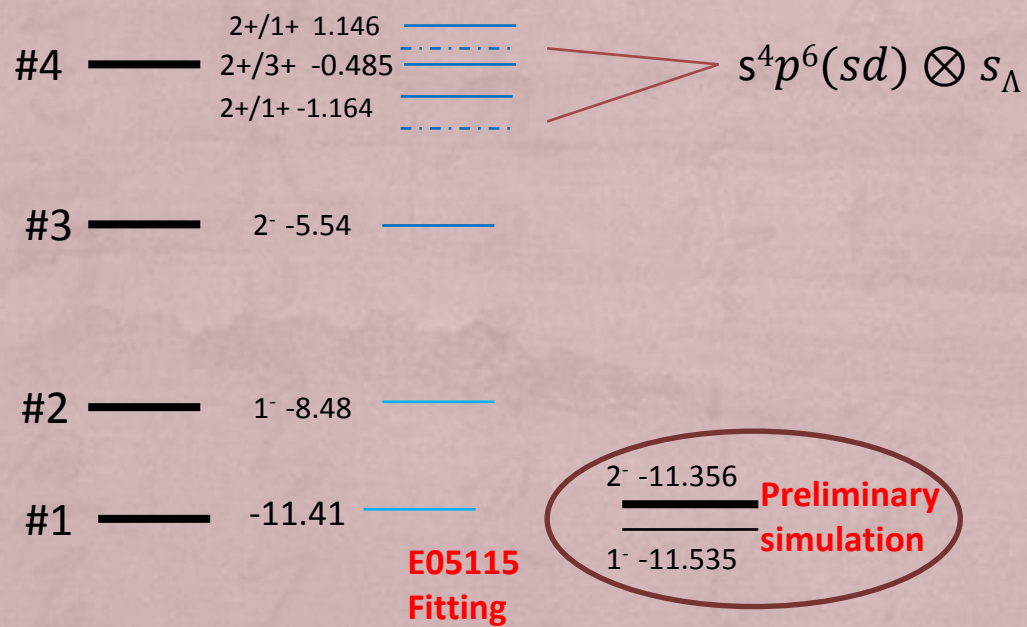 2+/1+ 1.146
#4
2+/3+ -0.485
s⁴p⁶(sd) ⊗ s_Λ
2+/1+ -1.164
#3
2⁻ -5.54
#2
1⁻ -8.48
2⁻ -11.356
Preliminary
#1
-11.41
simulation
1⁻ -11.535
E05115
Fitting